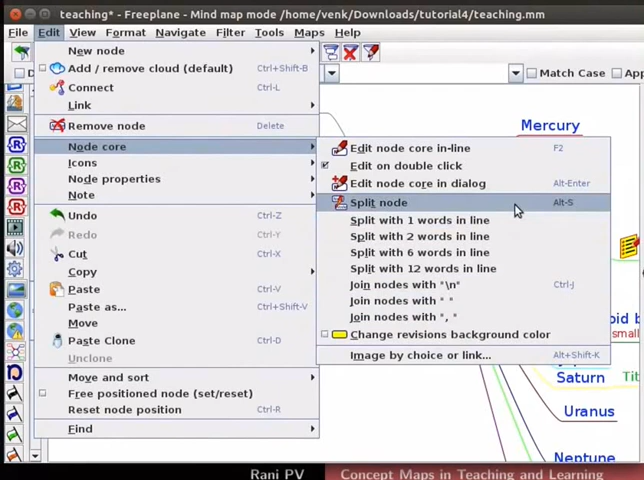 teaching* - Freeplane - Mind map mode /home/venk/Downloads/tutorial4/teaching.mm
File Edit View Format Navigate Filter Tools Maps Help
New node
Add / remove cloud (default) Ctrl+Shift-B
Connect Ctrl-L
Link
Remove node Delete
Node core
Icons
Node properties
Note
Undo Ctrl-Z
Redo Ctrl-Y
Cut Ctrl-X
Copy
Paste Ctrl-V
Paste as... Ctrl+Shift-V
Move
Paste Clone Ctrl-D
Unclone
Move and sort
Free positioned node (set/reset)
Reset node position Ctrl-R
Find
Match Case
Mercury
Edit node core in-line F2
Edit on double click
Edit node core in dialog Alt-Enter
Split node Alt-S
Split with 1 words in line
Split with 2 words in line
Split with 6 words in line
Split with 12 words in line
Join nodes with "\n" Ctrl-J
Join nodes with " "
Join nodes with ", "
Change revisions background color
Image by choice or link... Alt+Shift-K
Saturn
Uranus
Neptune
Rani PV
Concept Maps in Teaching and Learning